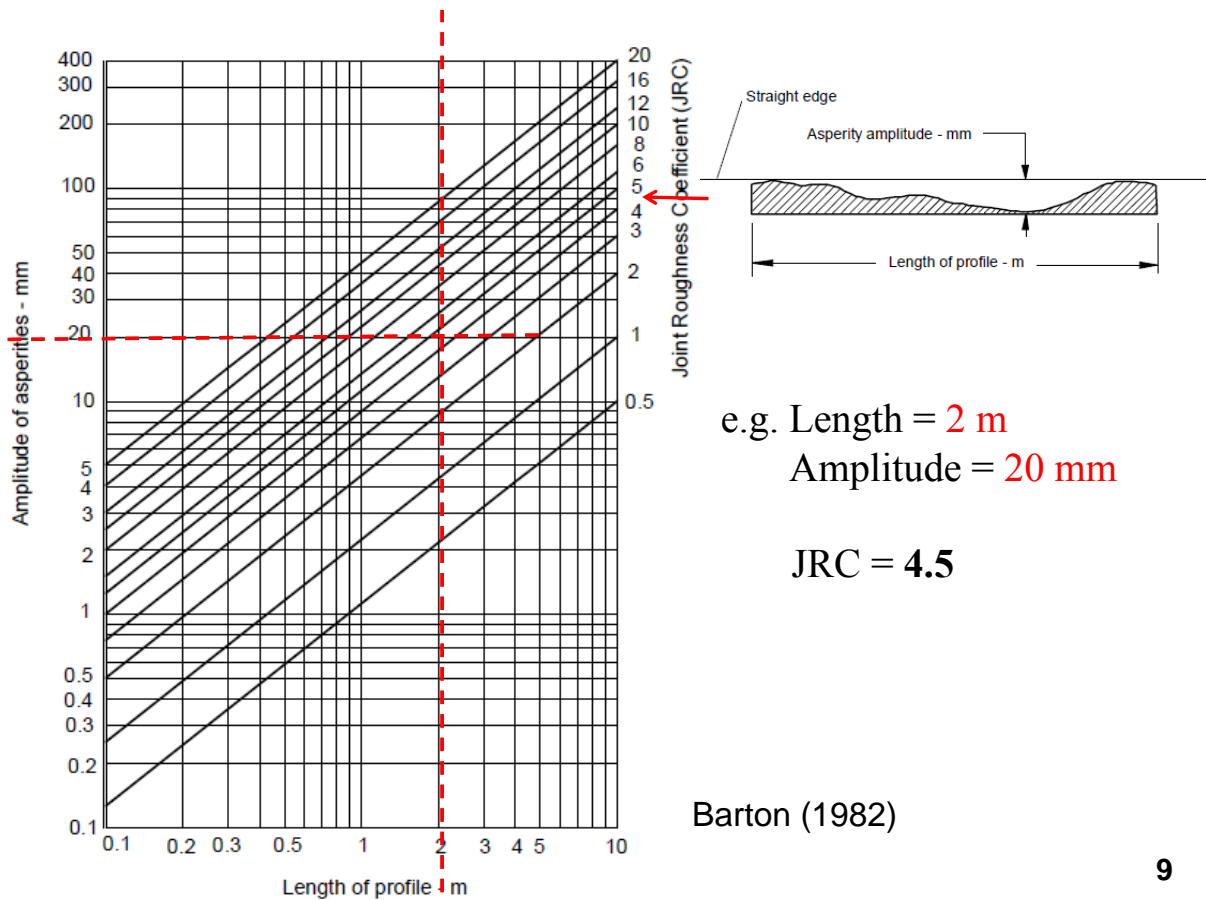 400
300
200
100
50
40
30
20
10
5
4
3
2
1
0.5
0.4
0.3
0.2
0.1
Amplitude of asperities - mm
0.1 0.2 0.3 0.5 1 2 3 4 5 10
Length of profile - m
20
16
12
10
8
6
5
4
3
2
1
0.5
Joint Roughness Coefficient (JRC)
Straight edge
Asperity amplitude - mm
Length of profile - m
e.g. Length = 2 m
Amplitude = 20 mm
JRC = 4.5
Barton (1982)
9